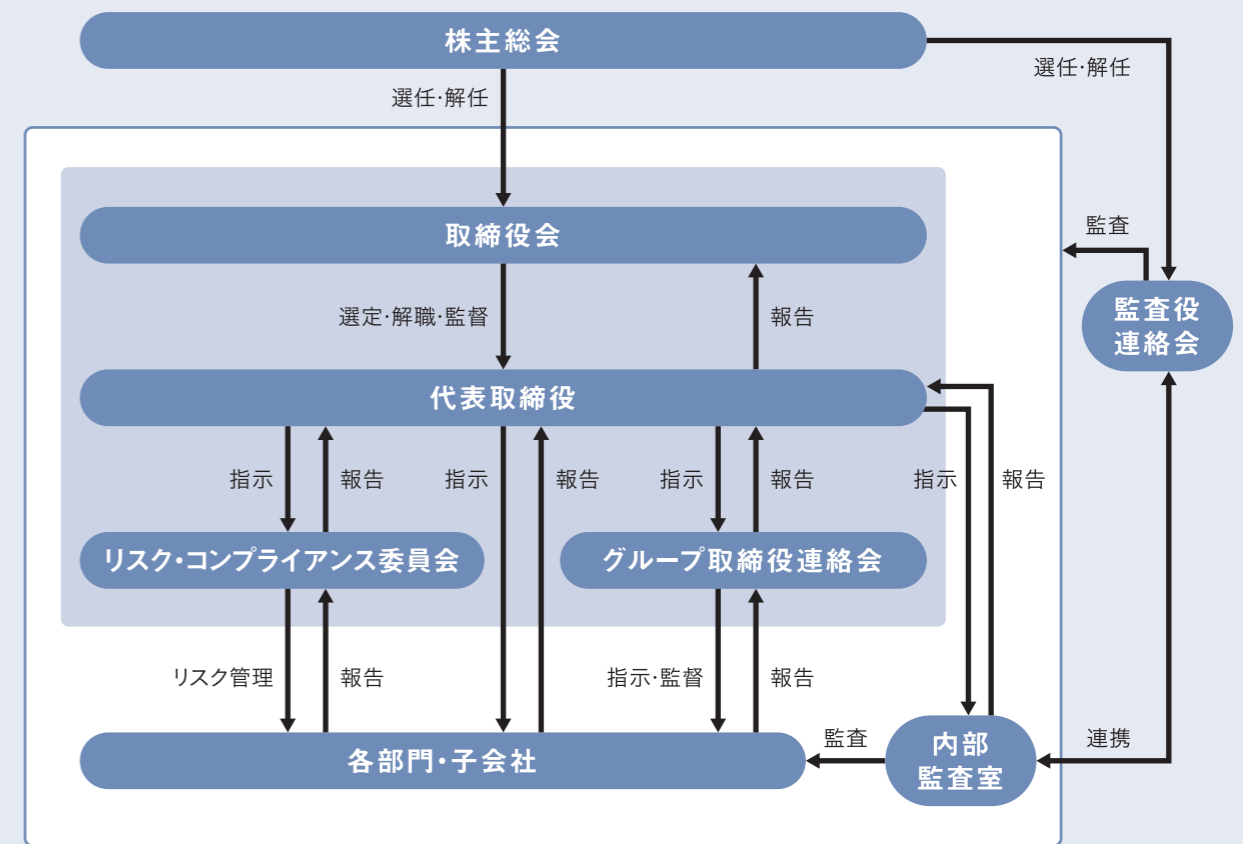 株主総会
選任・解任
選任・解任
取締役会
監査
監査役
連絡会
選定・解職・監督
報告
代表取締役
指示
報告
指示
報告
指示
報告
指示
報告
リスク・コンプライアンス委員会
グループ取締役連絡会
リスク管理
報告
指示・監督
報告
各部門・子会社
監査
内部
監査室
連携